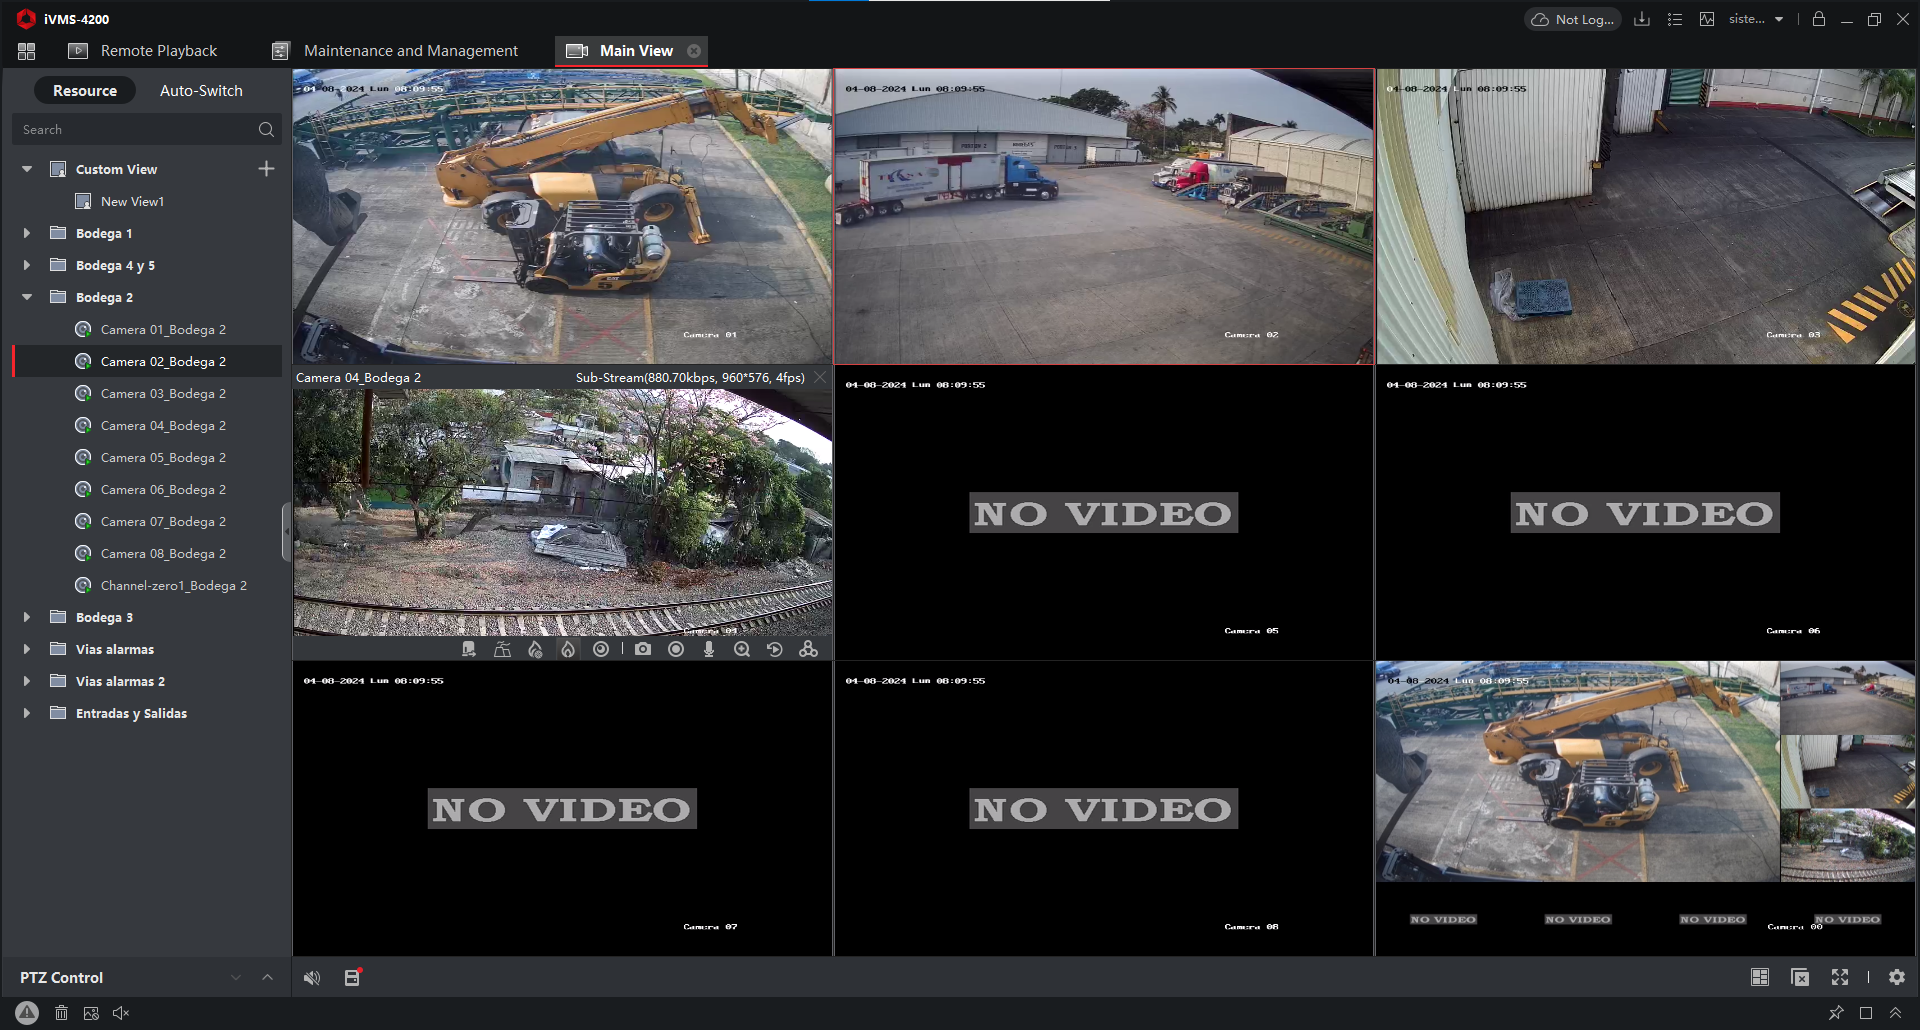 iVMS-4200
Not Log...
siste...
Remote Playback
Maintenance and Management
Main View
Resource
Auto-Switch
Search
Custom View
New View1
Bodega 1
Bodega 4 y 5
Bodega 2
Camera 01_Bodega 2
Camera 02_Bodega 2
Camera 03_Bodega 2
Camera 04_Bodega 2
Camera 05_Bodega 2
Camera 06_Bodega 2
Camera 07_Bodega 2
Camera 08_Bodega 2
Channel-zero1_Bodega 2
Bodega 3
Vias alarmas
Vias alarmas 2
Entradas y Salidas
PTZ Control
04-08-2024 Lun 08:09:55
Camera 01
04-08-2024 Lun 08:09:55
Camera 02
04-08-2024 Lun 08:09:55
Camera 03
Camera 04_Bodega 2
Sub-Stream(880.70kbps, 960*576, 4fps)
Camera 04
04-08-2024 Lun 08:09:55
NO VIDEO
Camera 05
04-08-2024 Lun 08:09:55
NO VIDEO
Camera 06
04-08-2024 Lun 08:09:55
NO VIDEO
Camera 07
04-08-2024 Lun 08:09:55
NO VIDEO
Camera 08
04-08-2024 Lun 08:09:55
NO VIDEO
NO VIDEO
NO VIDEO
NO VIDEO
Camera 00